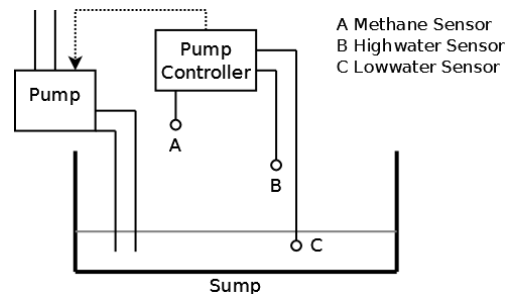 A Methane Sensor
B Highwater Sensor
C Lowwater Sensor
Pump
Controller
Pump
A
B
C
Sump